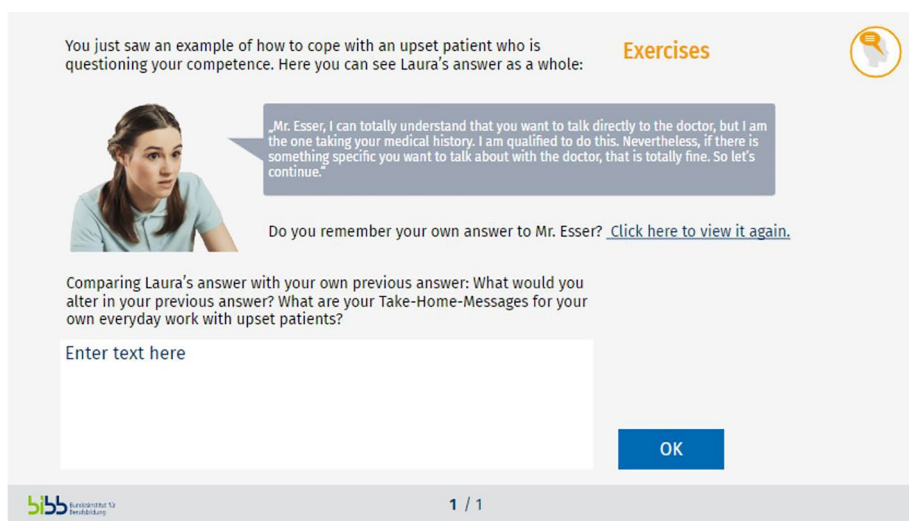 You just saw an example of how to cope with an upset patient who is
questioning your competence. Here you can see Laura's answer as a whole:
Exercises
„Mr. Esser, I can totally understand that you want to talk directly to the doctor, but I am
the one taking your medical history. I am qualified to do this. Nevertheless, if there is
something specific you want to talk about with the doctor, that is totally fine. So let's
continue.“
Do you remember your own answer to Mr. Esser? Click here to view it again.
Comparing Laura's answer with your own previous answer: What would you
alter in your previous answer? What are your Take-Home-Messages for your
own everyday work with upset patients?
Enter text here
OK
bibb Bundesinstitut für
Berufsbildung
1 / 1